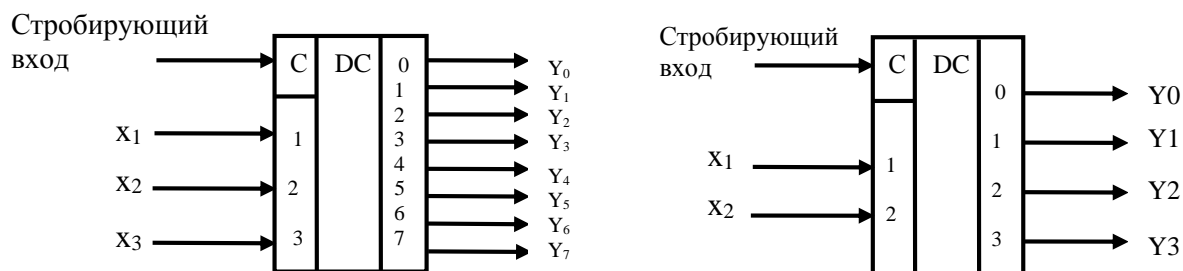 Стробирующий
вход
C DC 0
1
2
3
4
5
6
7
x1
x2
x3
1
2
3
Y0
Y1
Y2
Y3
Y4
Y5
Y6
Y7
Стробирующий
вход
C DC
0
1
2
3
x1
x2
1
2
Y0
Y1
Y2
Y3